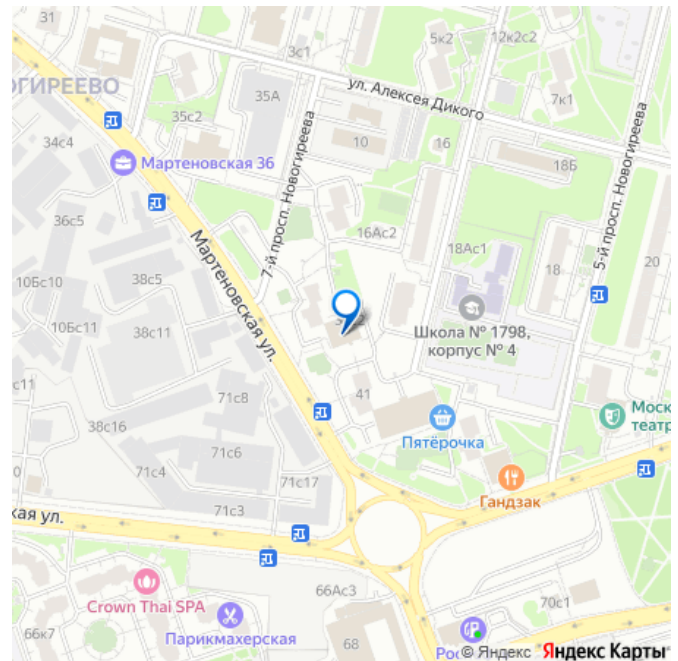 31
3с1
5к2
12к2с2
ул. Алексея Дикого
35А
7к1
ОГИРЕЕВО
35с2
7-й просп. Новогиреева
5-й просп. Новогиреева
10
16
34с4
18Б
Мартеновская 36
36с5
16Ас2
18Ас1
18
20
10Бс10
38с5
Мартеновская ул.
10Бс11
38с11
Школа № 1798,
корпус № 4
с11
71с8
41
38с16
Пятёрочка
Моск
театр
71с6
71с4
71с17
Гандзак
71с3
кая ул.
66Ас3
Crown Thai SPA
70с1
Парикмахерская
66к7
68
Рос
© Яндекс Яндекс Карты